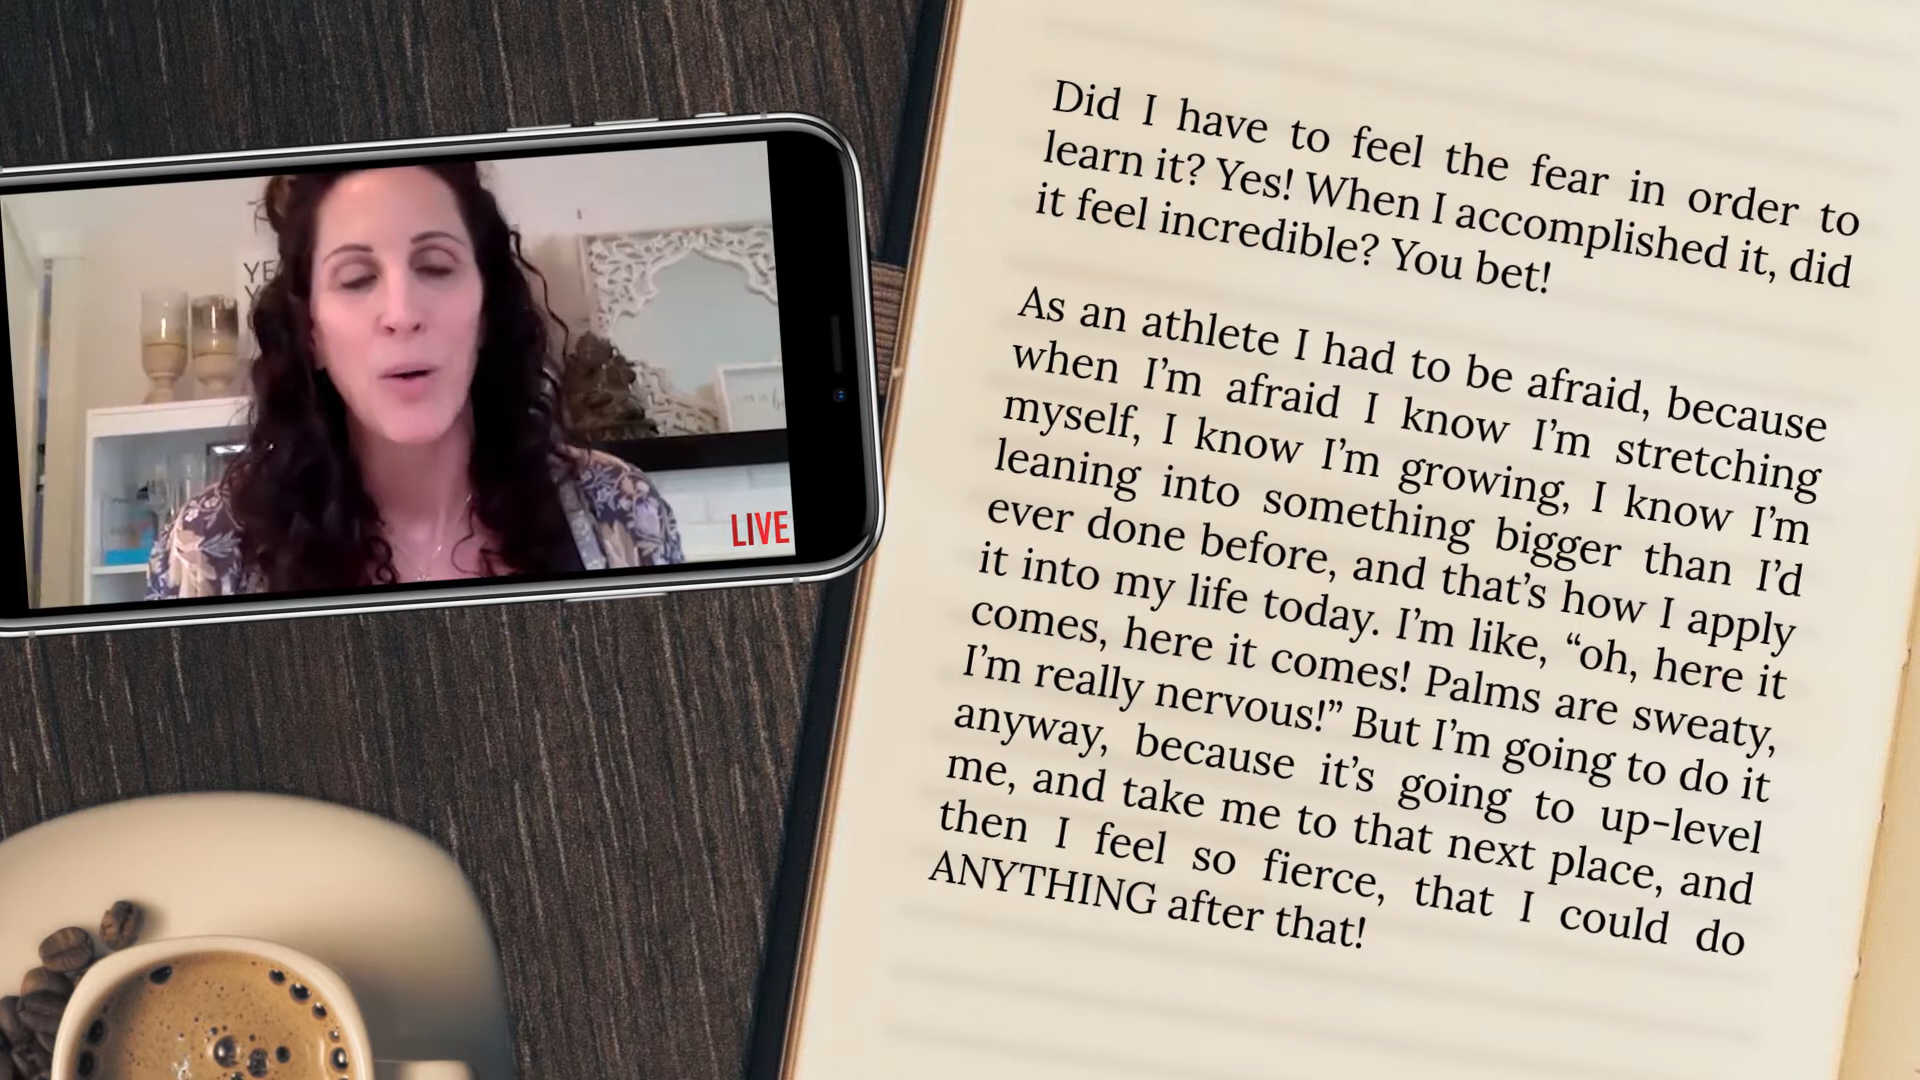 YE
LIVE
Did I have to feel the fear in order to
learn it? Yes! When I accomplished it, did
it feel incredible? You bet!
As an athlete I had to be afraid, because
when I’m afraid I know I’m stretching
myself, I know I’m growing, I know I’m
leaning into something bigger than I’d
ever done before, and that’s how I apply
it into my life today. I’m like, “oh, here it
comes, here it comes! Palms are sweaty,
I’m really nervous!” But I’m going to do it
anyway, because it’s going to up-level
me, and take me to that next place, and
then I feel so fierce, that I could do
ANYTHING after that!